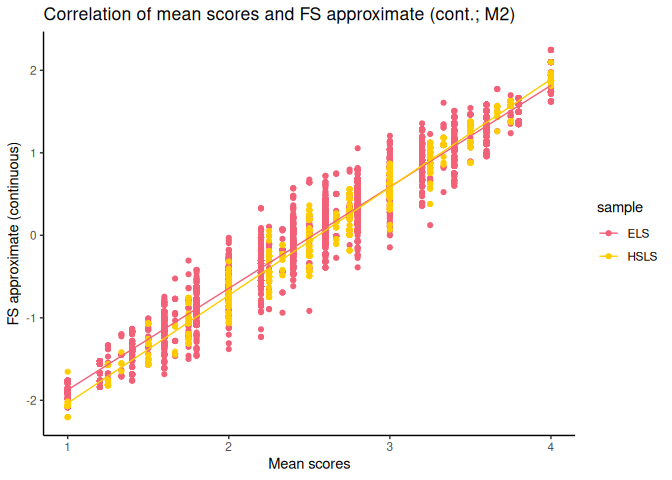 Correlation of mean scores and FS approximate (cont.; M2)
FS approximate (continuous)
2
1
0
-1
-2
1
2
3
4
Mean scores
sample
ELS
HSLS